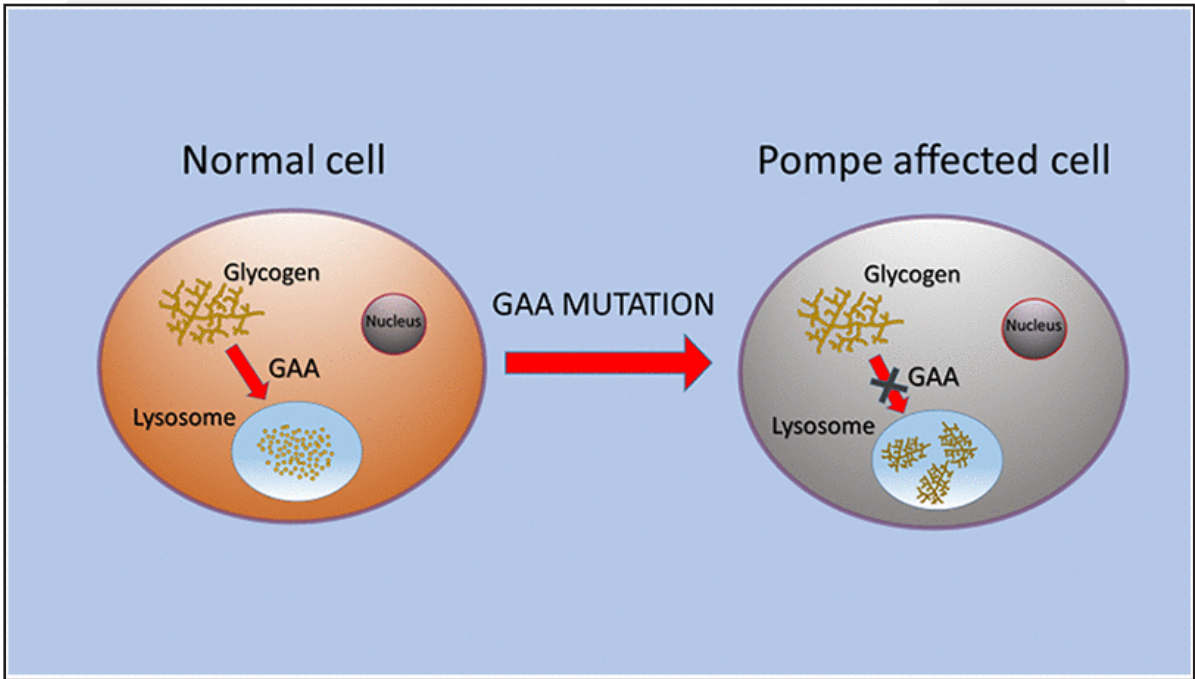 Normal cell
Glycogen
Nucleus
GAA
Lysosome
GAA MUTATION
Pompe affected cell
Glycogen
Nucleus
GAA
Lysosome